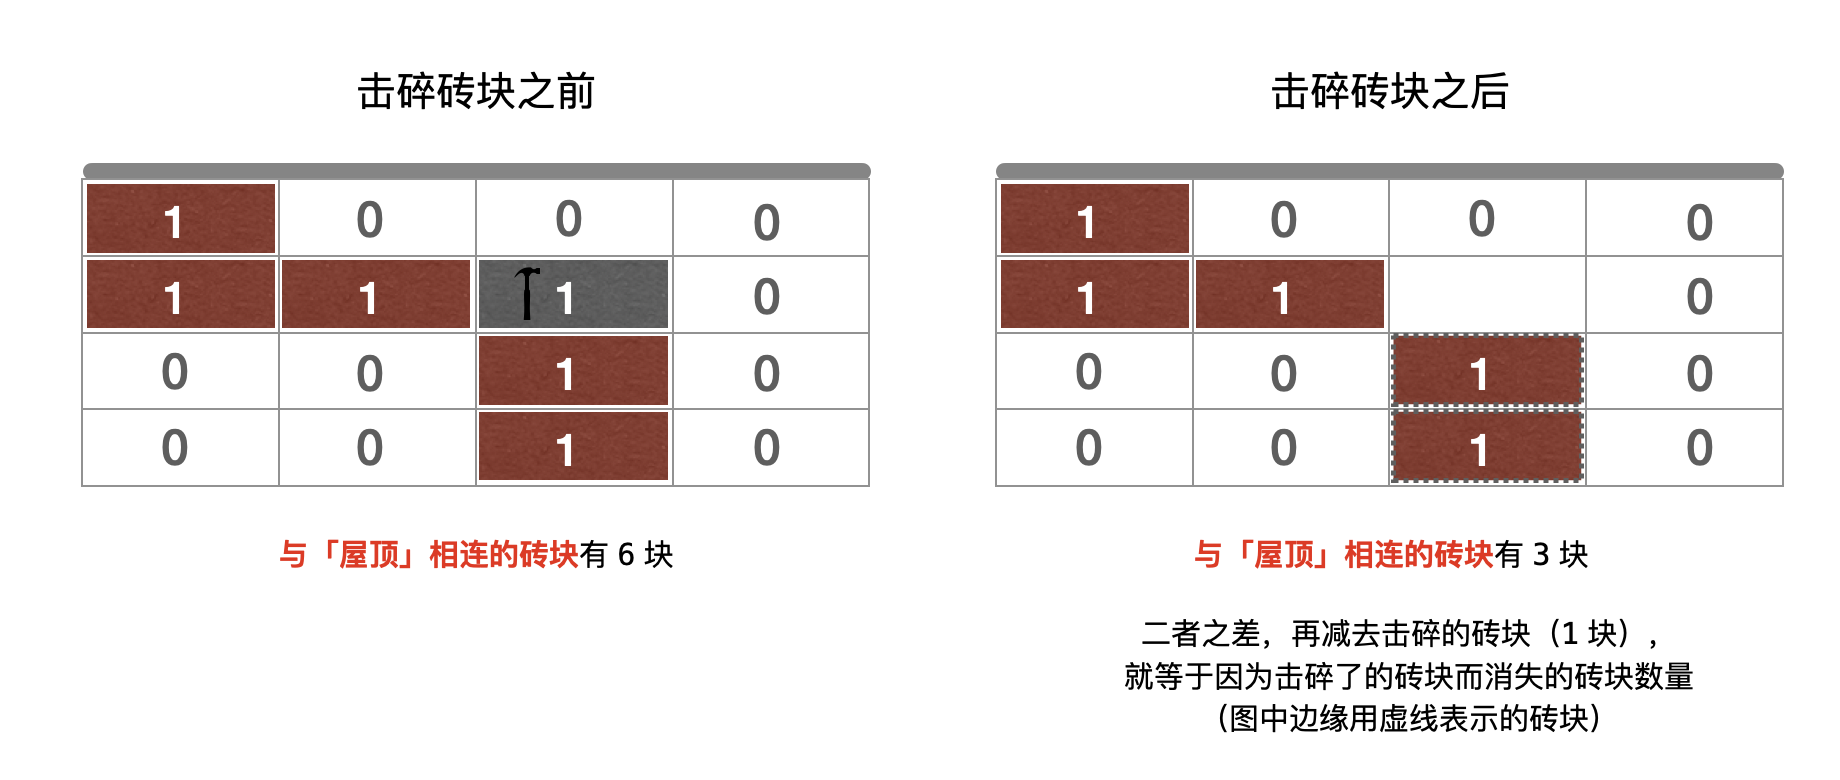 击碎砖块之前
1 0 0 0
1 1 1 0
0 0 1 0
0 0 1 0
与「屋顶」相连的砖块有 6 块
击碎砖块之后
1 0 0 0
1 1 0
0 0 1 0
0 0 1 0
与「屋顶」相连的砖块有 3 块
二者之差，再减去击碎的砖块（1 块），
就等于因为击碎了的砖块而消失的砖块数量
（图中边缘用虚线表示的砖块）